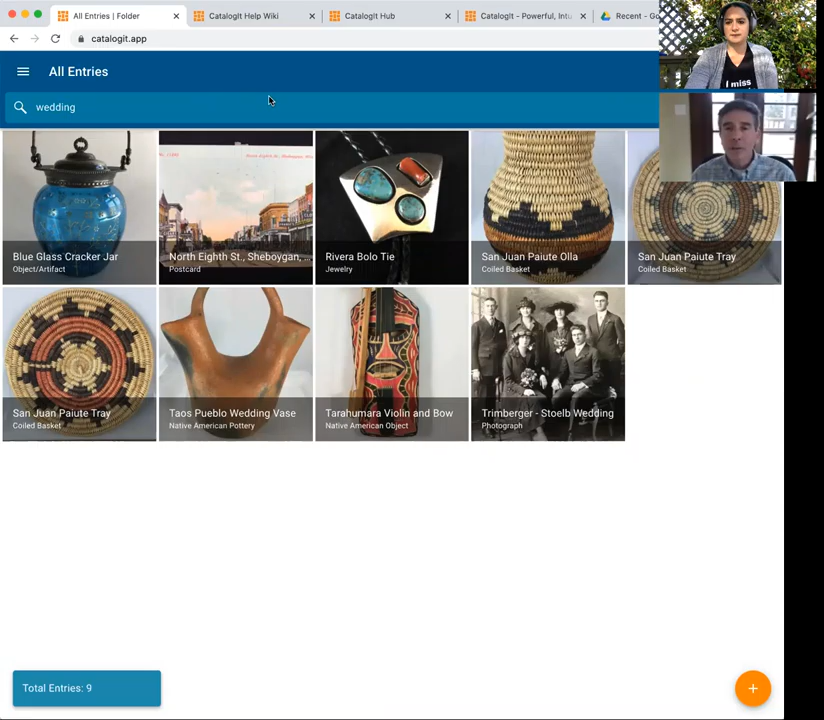 All Entries | Folder
CatalogIt Help Wiki
CatalogIt Hub
CatalogIt - Powerful, Intu
Recent - Go
catalogit.app
All Entries
wedding
I miss
Blue Glass Cracker Jar
Object/Artifact
North Eighth St., Sheboygan, ...
Postcard
Rivera Bolo Tie
Jewelry
San Juan Paiute Olla
Coiled Basket
San Juan Paiute Tray
Coiled Basket
San Juan Paiute Tray
Coiled Basket
Taos Pueblo Wedding Vase
Native American Pottery
Tarahumara Violin and Bow
Native American Object
Trimberger - Stoelb Wedding
Photograph
Total Entries: 9